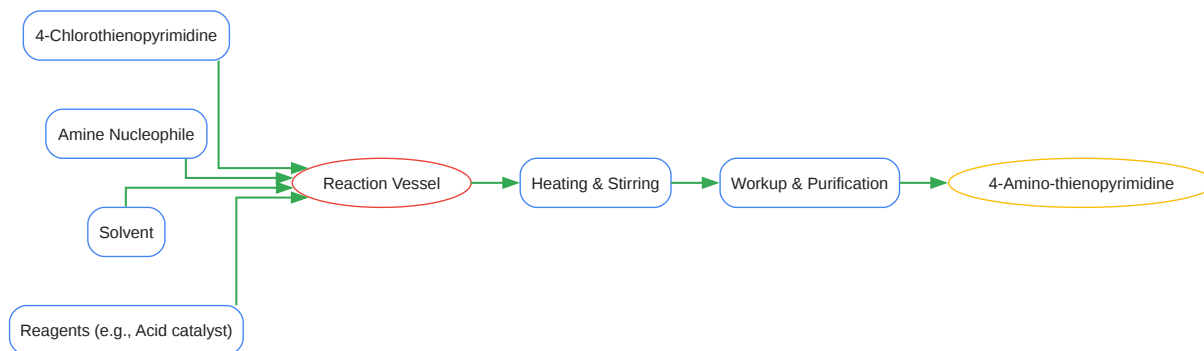 4-Chlorothienopyrimidine
Amine Nucleophile
Solvent
Reagents (e.g., Acid catalyst)
Reaction Vessel
Heating & Stirring
Workup & Purification
4-Amino-thienopyrimidine